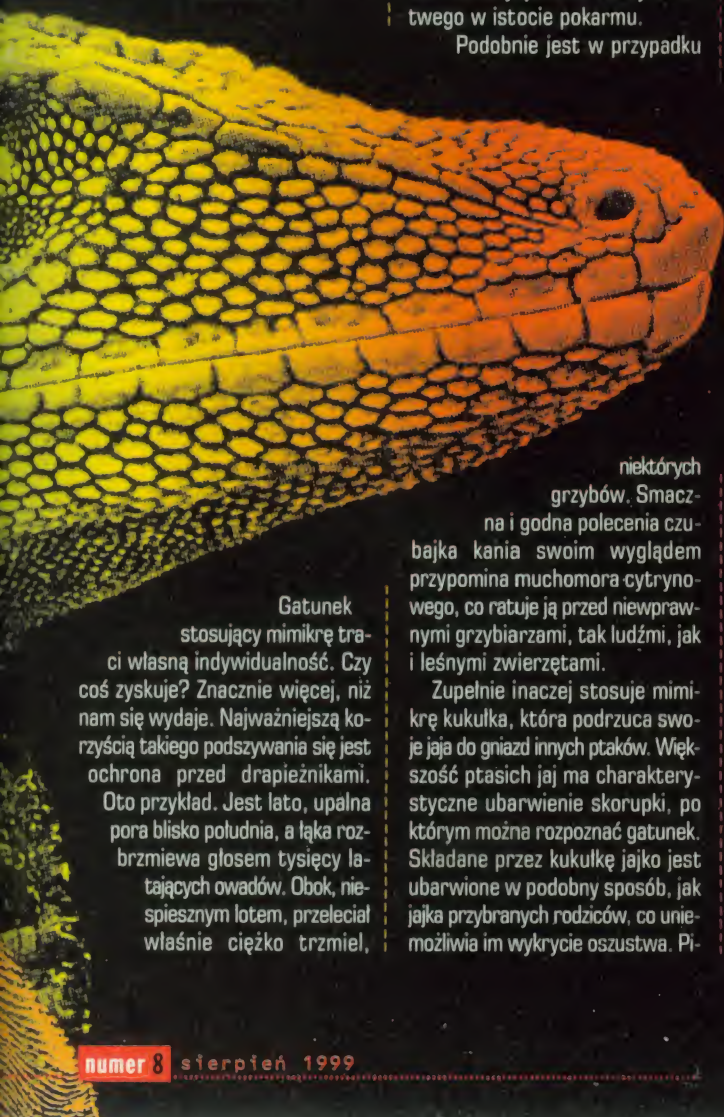 Gatunek
stosujący mimikrę tra-
ci własną indywidualność. Czy
coś zyskuje? Znacznie więcej, niż
nam się wydaje. Najważniejszą ko-
rzyścią takiego podszywania się jest
ochrona przed drapieżnikami.
Oto przykład. Jest lato, upalna
pora blisko południa, a łąka roz-
brzmiewa głosem tysięcy la-
tających owadów. Obok, nie-
spiesznym lotem, przeleciał
właśnie ciężko trzmiel,
twego w istocie pokarmu.
Podobnie jest w przypadku
niektórych
grzybów. Smacz-
na i godna polecenia czu-
bajka kania swoim wyglądem
przypomina muchomora cytryno-
wego, co ratuje ją przed niewpraw-
nymi grzybiarzami, tak ludźmi, jak
i leśnymi zwierzętami.
Zupełnie inaczej stosuje mimi-
krę kukułka, która podrzuca swo-
je jaja do gniazd innych ptaków. Więk-
szość ptasich jaj ma charaktery-
styczne ubarwienie skorupki, po
którym można rozpoznać gatunek.
Składane przez kukułkę jajko jest
ubarwione w podobny sposób, jak
jajka przybranych rodziców, co unie-
możliwia im wykrycie oszustwa. Pi-
numer 8 sierpień 1999